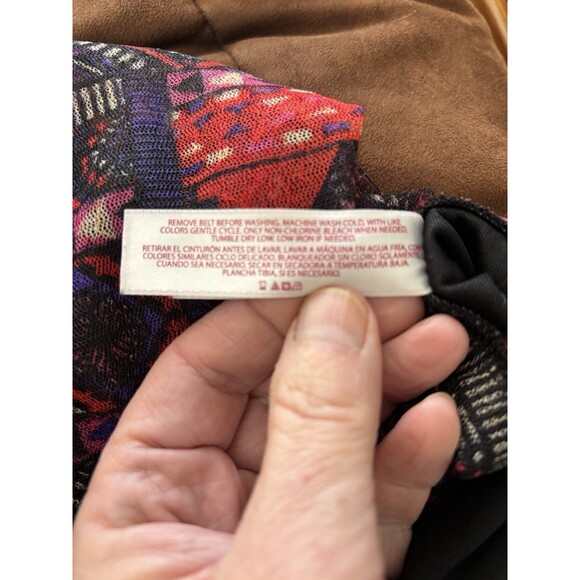 REMOVE BELT BEFORE WASHING. MACHINE WASH COLD, WITH LIKE
COLORS GENTLE CYCLE. ONLY NON-CHLORINE BLEACH WHEN NEEDED,
TUMBLE DRY LOW. LOW IRON IF NEEDED.
RETIRAR EL CINTURÓN ANTES DE LAVAR, LAVAR A MÁQUINA EN AGUA FRÍA, CON
COLORES SIMILARES CICLO DELICADO. BLANQUEADOR SIN CLORO SOLAMENTE
CUANDO SEA NECESARIO. SECAR EN SECADORA A TEMPERATURA BAJA.
PLANCHA TIBIA, SI ES NECESARIO.